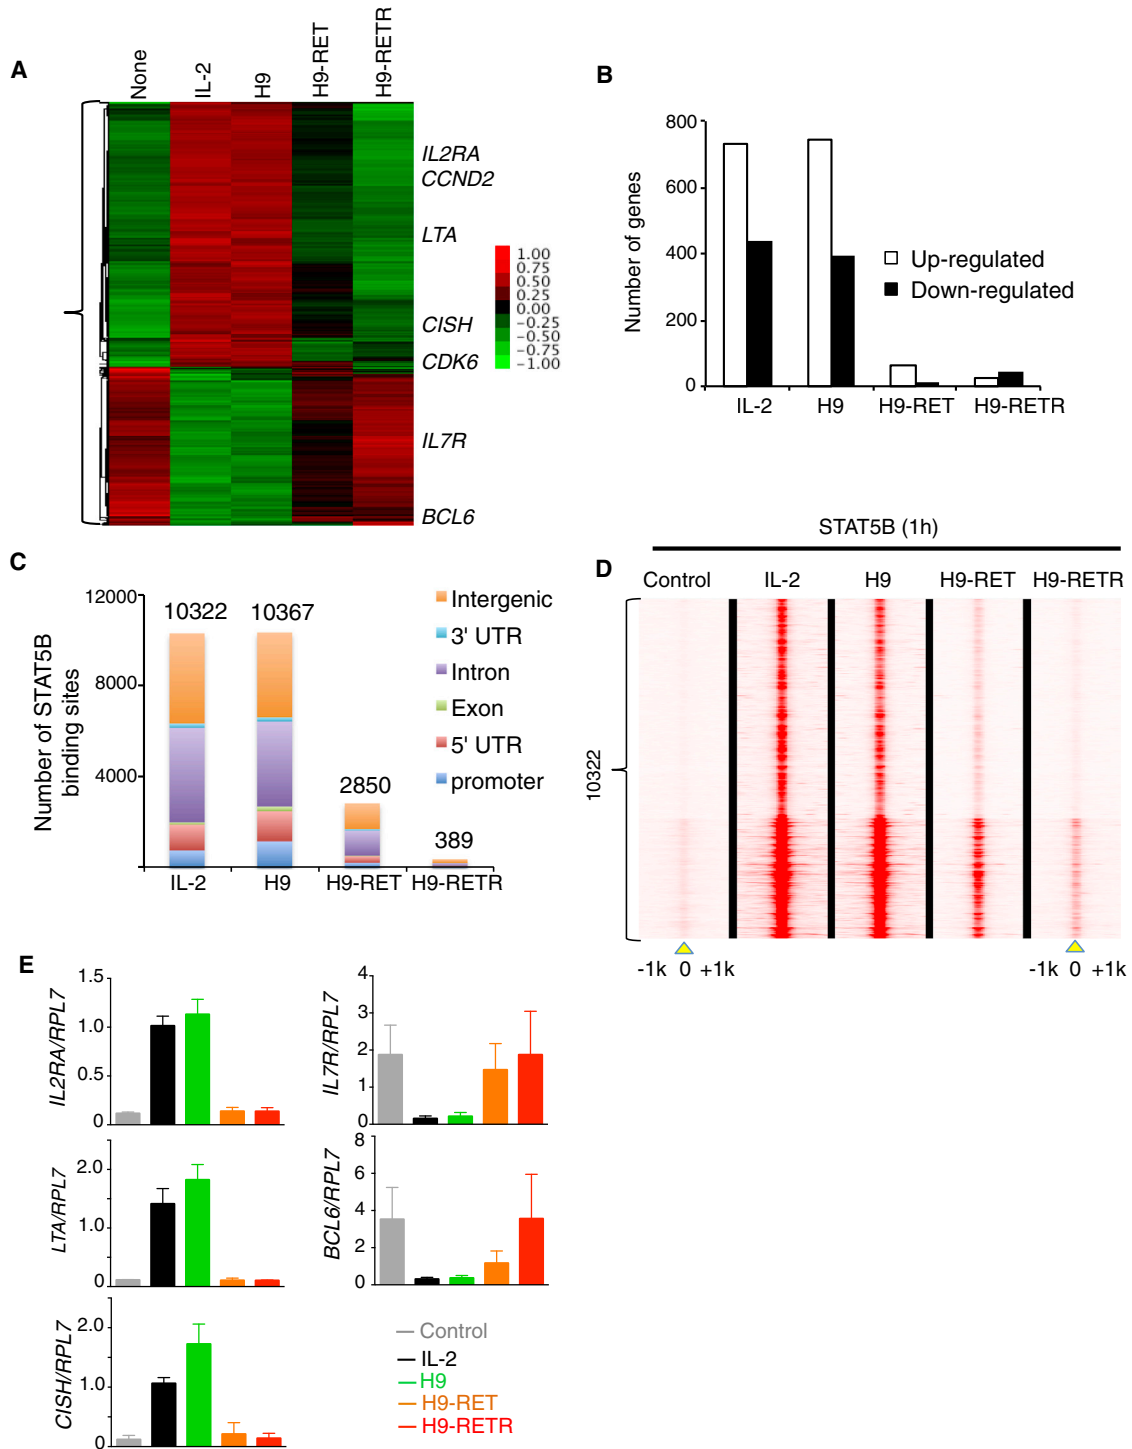 A
None
IL-2
H9
H9-RET
H9-RETR
IL2RA
CCND2
LTA
CISH
CDK6
IL7R
BCL6
1.00
0.75
0.50
0.25
0.00
−0.25
−0.50
−0.75
−1.00
B
Number of genes
800
600
400
200
0
IL-2
H9
H9-RET
H9-RETR
Up-regulated
Down-regulated
C
Number of STAT5B
binding sites
12000
8000
4000
10322
10367
2850
389
IL-2
H9
H9-RET
H9-RETR
Intergenic
3' UTR
Intron
Exon
5' UTR
promoter
D
STAT5B (1h)
Control
IL-2
H9
H9-RET
H9-RETR
10322
-1k 0 +1k
-1k 0 +1k
E
IL2RA/RPL7
1.5
1.0
0.5
0
IL7R/RPL7
4
3
2
1
0
LTA/RPL7
2.0
1.0
0
BCL6/RPL7
8
6
4
2
0
CISH/RPL7
2.0
1.0
0
Control
IL-2
H9
H9-RET
H9-RETR